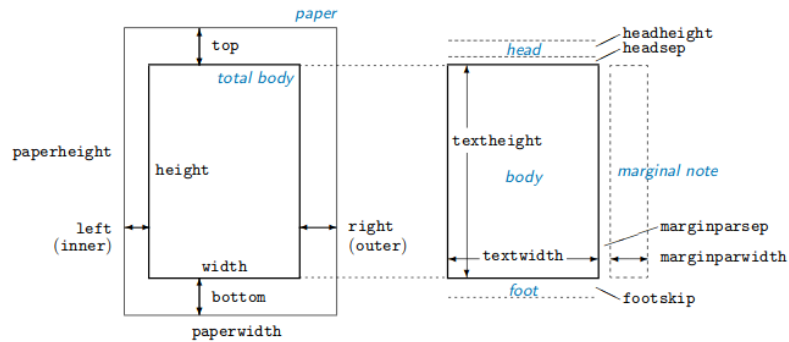 paper
top
total body
paperheight
height
left
(inner)
right
(outer)
width
bottom
paperwidth
headheight
head
headsep
textheight
body
marginal note
marginparsep
textwidth
marginparwidth
foot
footskip